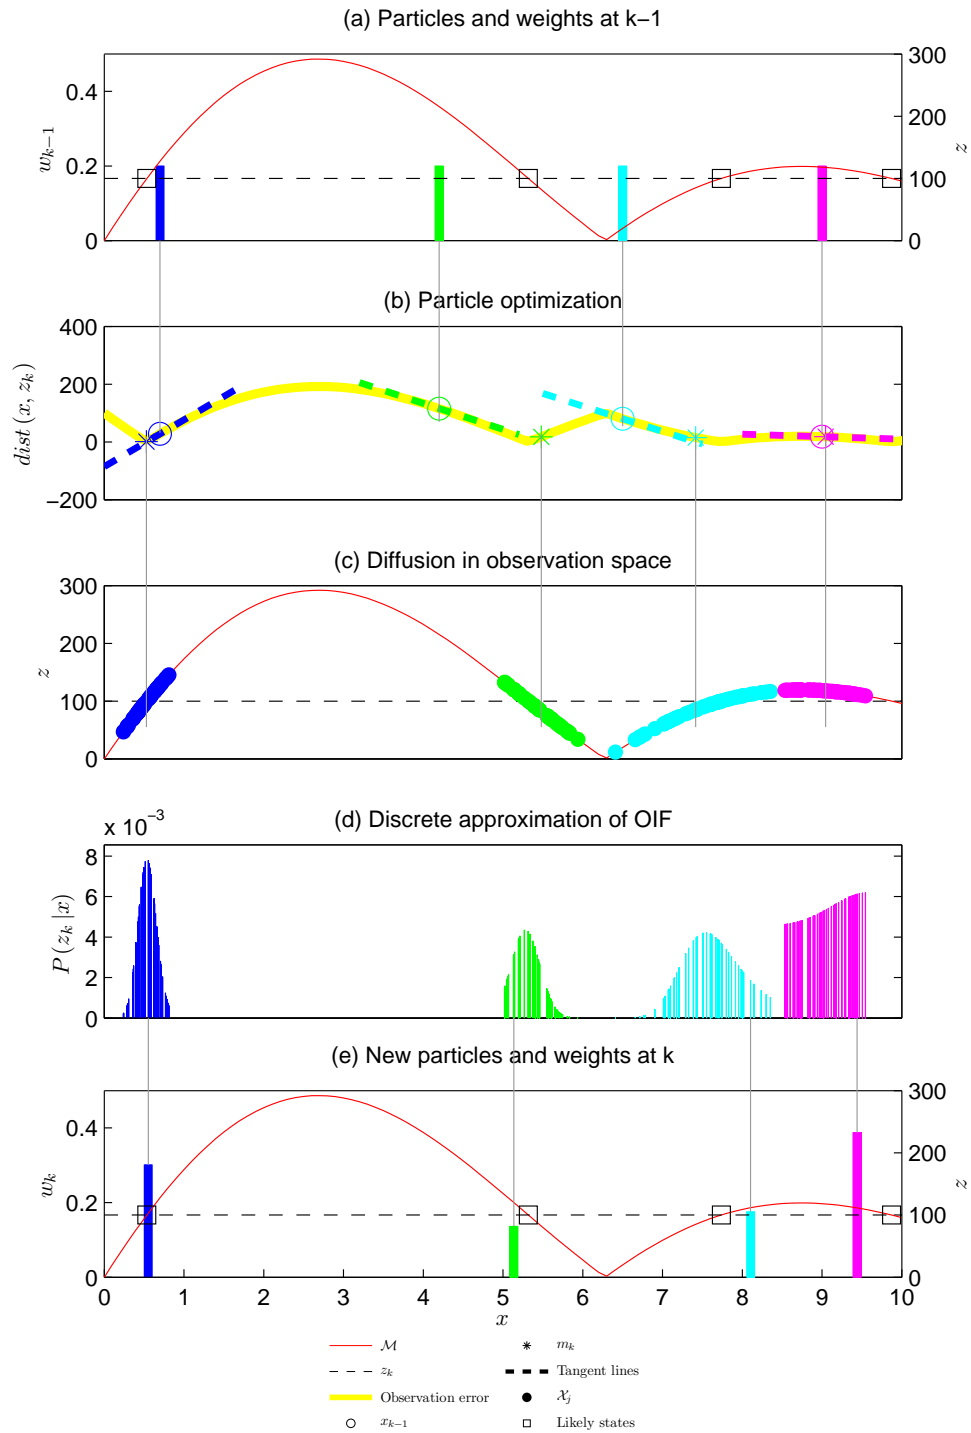 (a) Particles and weights at k−1
0.4
0.2
0
w_{k−1}
300
200
100
0
z
(b) Particle optimization
400
200
0
−200
dist (x, z_k)
(c) Diffusion in observation space
300
200
100
0
z
x 10^{−3}
(d) Discrete approximation of OIF
8
6
4
2
0
P(z_k|x)
(e) New particles and weights at k
0.4
0.2
0
w_k
300
200
100
0
z
0 1 2 3 4 5 6 7 8 9 10
x
ℳ
m_k
z_k
Tangent lines
Observation error
𝒳_j
x_{k−1}
Likely states